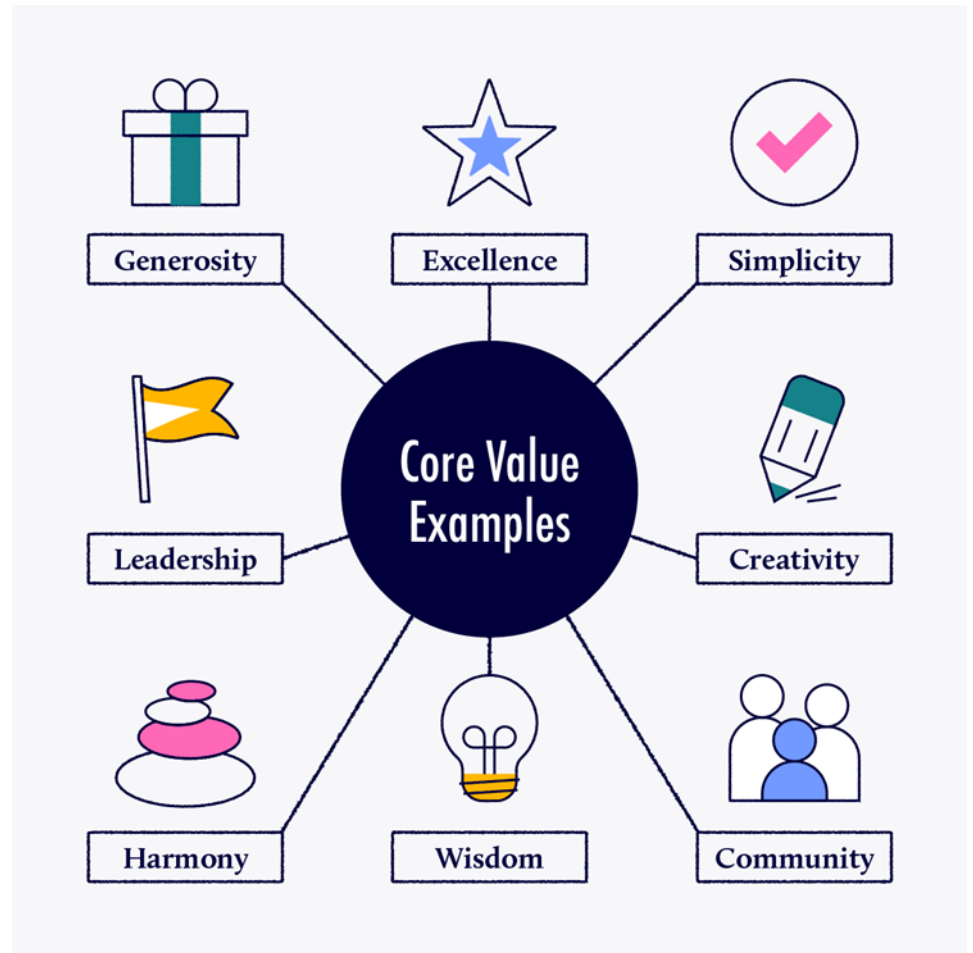 Generosity
Excellence
Simplicity
Core Value
Examples
Leadership
Creativity
Harmony
Wisdom
Community